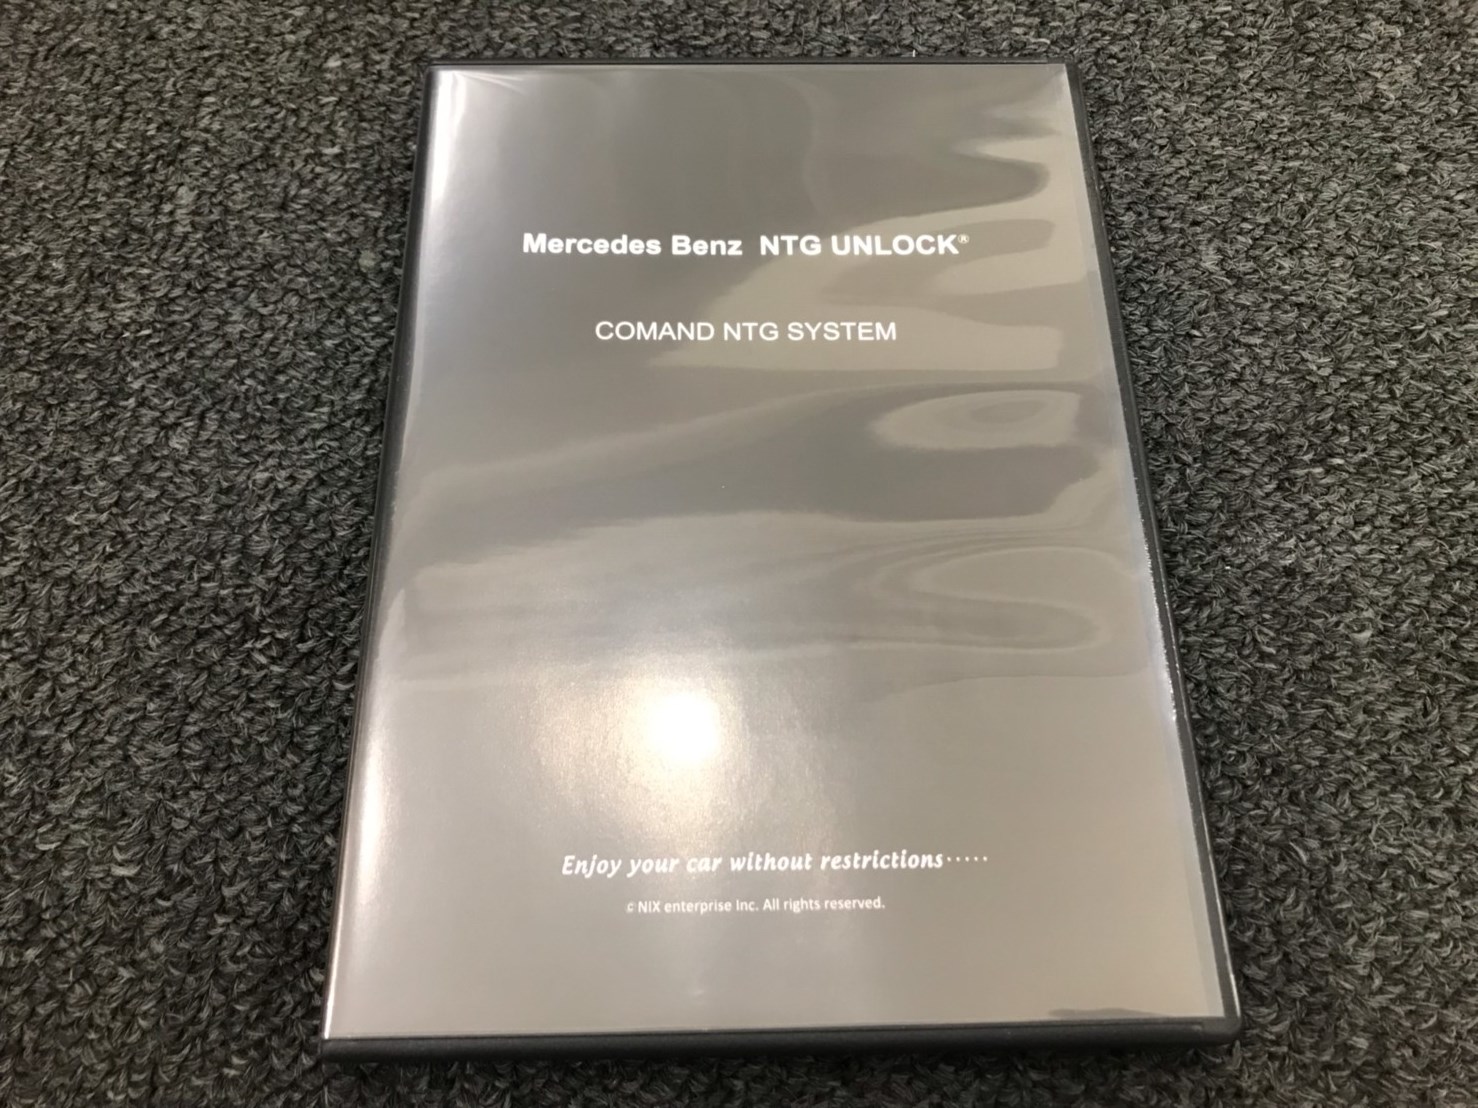 Mercedes Benz NTG UNLOCK®
COMAND NTG SYSTEM
Enjoy your car without restrictions·····
© NIX enterprise Inc. All rights reserved.